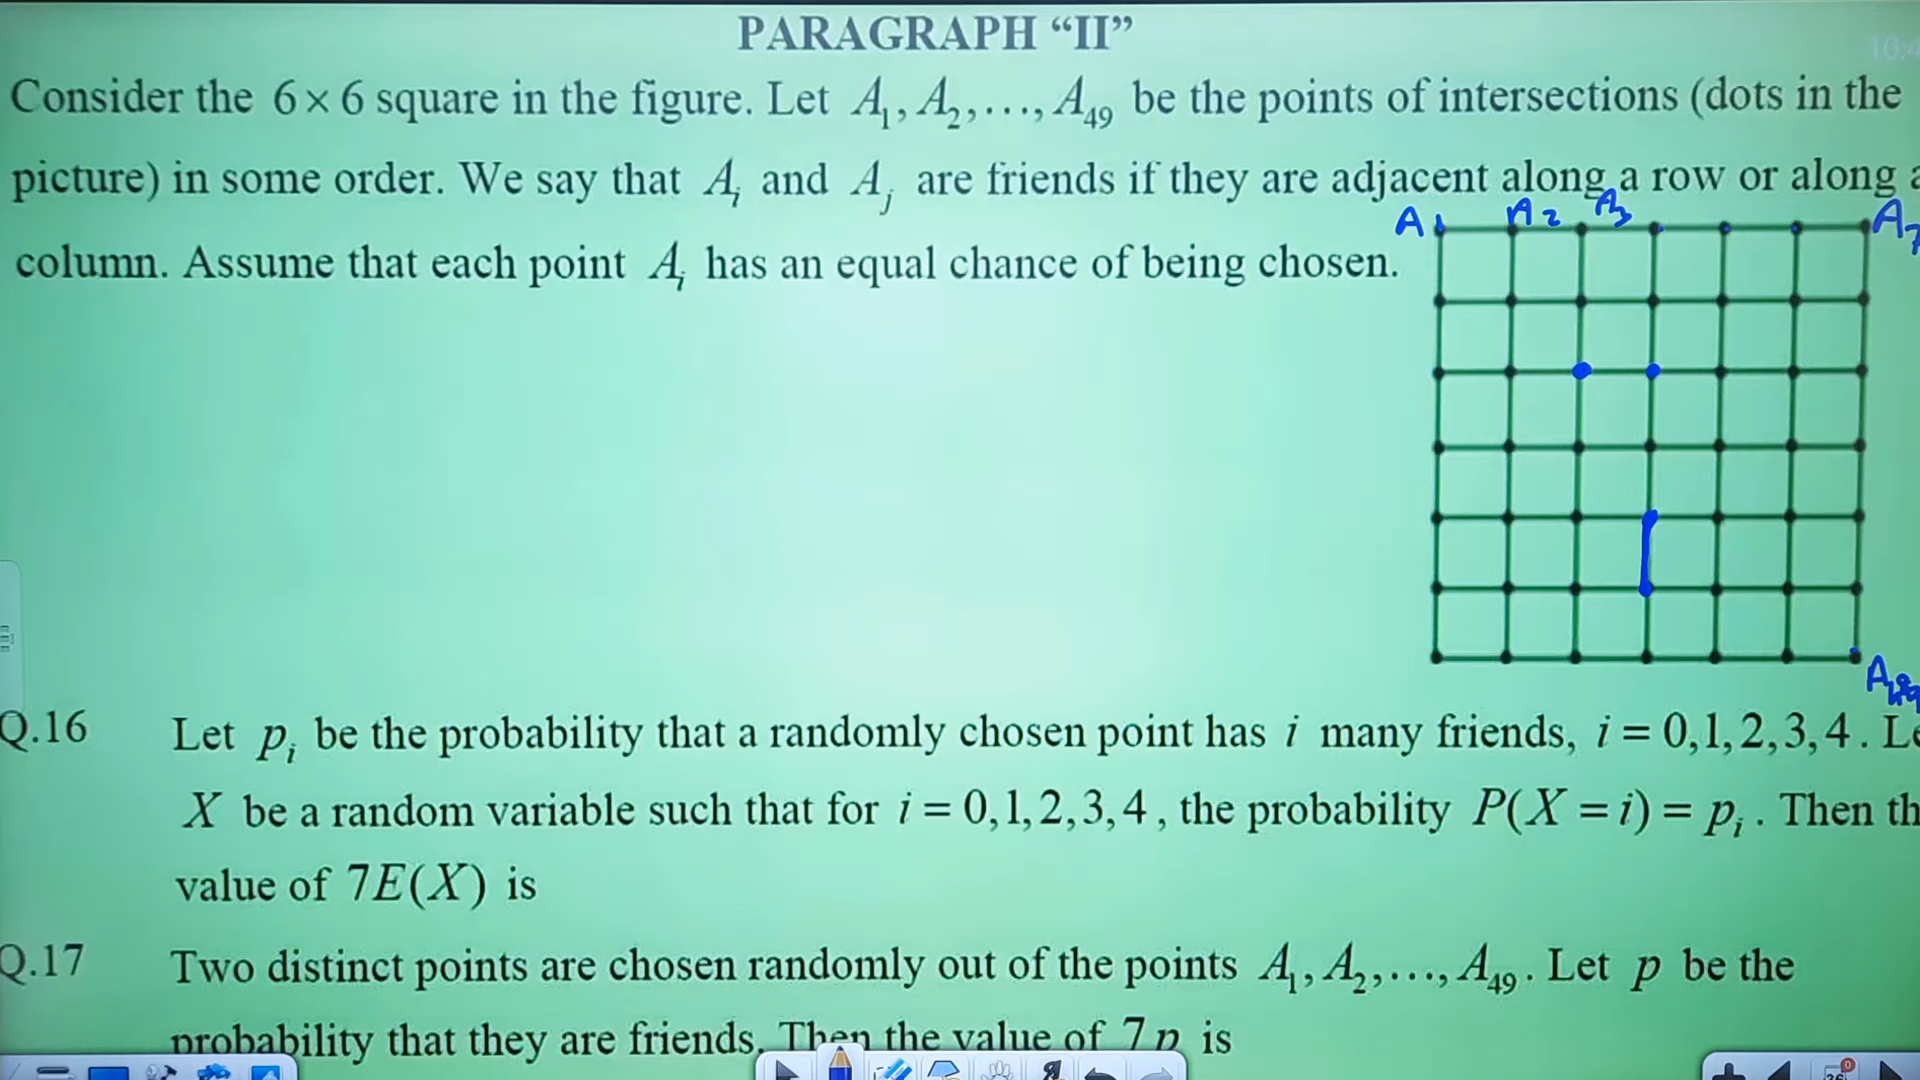 PARAGRAPH “II”
Consider the 6×6 square in the figure. Let A₁, A₂,…, A₄₉ be the points of intersections (dots in the
picture) in some order. We say that Aᵢ and Aⱼ are friends if they are adjacent along a row or along a
column. Assume that each point Aᵢ has an equal chance of being chosen.
A₁ A₂ A₃ A₇
A₄₉
Q.16 Let pᵢ be the probability that a randomly chosen point has i many friends, i = 0,1,2,3,4. Le
X be a random variable such that for i = 0,1,2,3,4, the probability P(X = i) = pᵢ. Then th
value of 7E(X) is
Q.17 Two distinct points are chosen randomly out of the points A₁, A₂,…, A₄₉. Let p be the
probability that they are friends. Then the value of 7p is